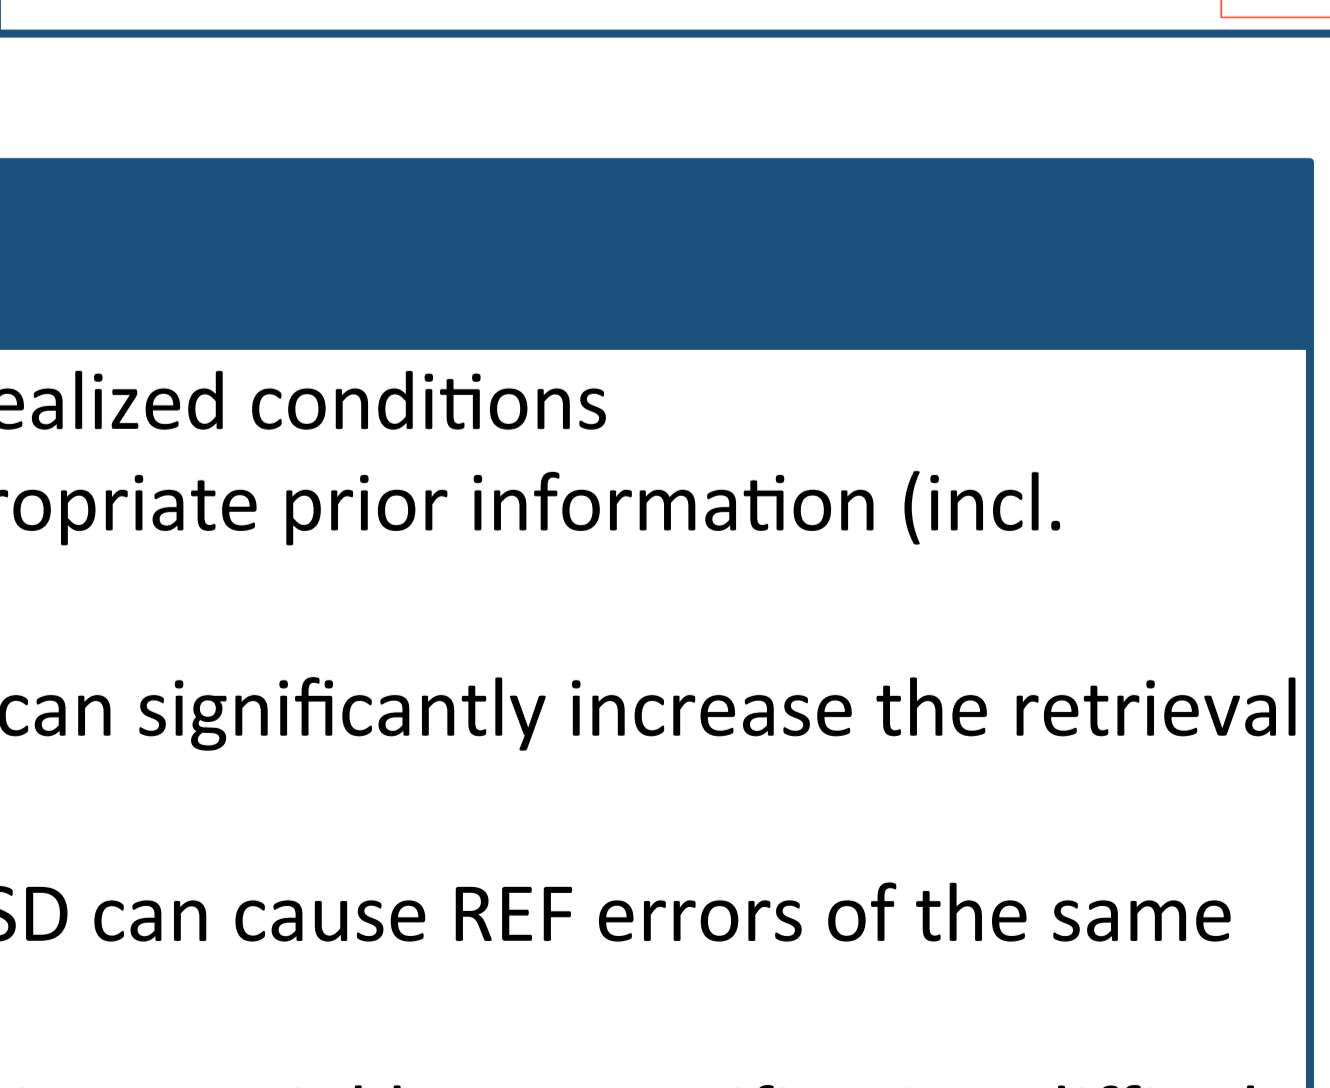 ealized conditions
ropriate prior information (incl.
can significantly increase the retrieval
SD can cause REF errors of the same